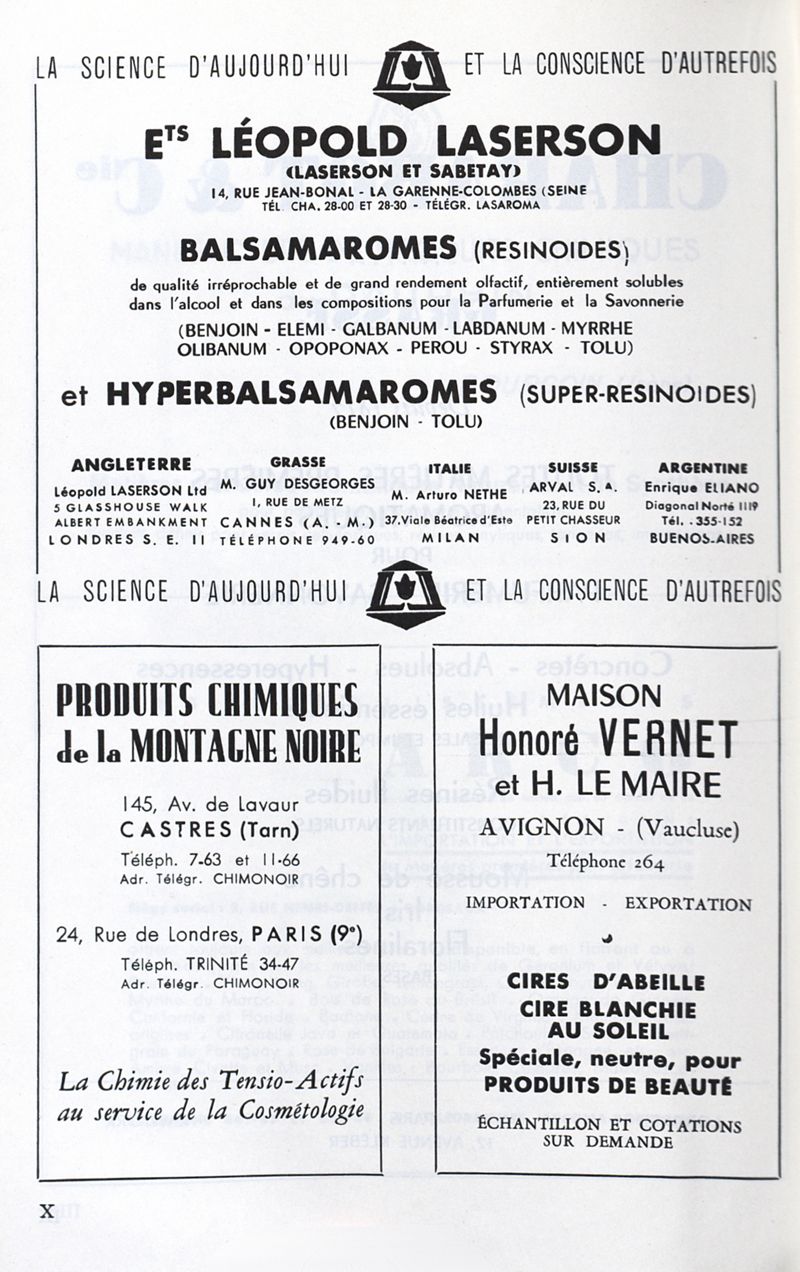 LA SCIENCE D'AUJOURD'HUI ET LA CONSCIENCE D'AUTREFOIS
ETS LÉOPOLD LASERSON
(LASERSON ET SABETAY)
14, RUE JEAN-BONAL - LA GARENNE-COLOMBES (SEINE
TÉL. CHA. 28-00 ET 28-30 - TÉLÉGR. LASAROMA
BALSAMAROMES (RESINOIDES)
de qualité irréprochable et de grand rendement olfactif, entièrement solubles
dans l'alcool et dans les compositions pour la Parfumerie et la Savonnerie
(BENJOIN - ELEMI - GALBANUM - LABDANUM - MYRRHE
OLIBANUM - OPOPONAX - PEROU - STYRAX - TOLU)
et HYPERBALSAMAROMES (SUPER-RESINOIDES)
(BENJOIN - TOLU)
ANGLETERRE
Léopold LASERSON Ltd
5 GLASSHOUSE WALK
ALBERT EMBANKMENT
LONDRES S. E. 11
GRASSE
M. GUY DESGEORGES
1, RUE DE METZ
CANNES (A. - M.)
TÉLÉPHONE 949-60
ITALIE
M. Arturo NETHE
37. Viale Béatrice d'Este
MILAN
SUISSE
ARVAL S.A.
23, RUE DU
PETIT CHASSEUR
SION
ARGENTINE
Enrique ELIANO
Diagonal Norté 1119
Tél. - 355-152
BUENOS-AIRES
LA SCIENCE D'AUJOURD'HUI ET LA CONSCIENCE D'AUTREFOIS
PRODUITS CHIMIQUES
de la MONTAGNE NOIRE
145, Av. de Lavaur
CASTRES (Tarn)
Téléph. 7-63 et 11-66
Adr. Télégr. CHIMONOIR
24, Rue de Londres, PARIS (9e)
Téléph. TRINITÉ 34-47
Adr. Télégr. CHIMONOIR
La Chimie des Tensio-Actifs
au service de la Cosmétologie
MAISON
Honoré VERNET
et H. LE MAIRE
AVIGNON - (Vaucluse)
Téléphone 264
IMPORTATION - EXPORTATION
CIRES D'ABEILLE
CIRE BLANCHIE
AU SOLEIL
Spéciale, neutre, pour
PRODUITS DE BEAUTÉ
ÉCHANTILLON ET COTATIONS
SUR DEMANDE
X